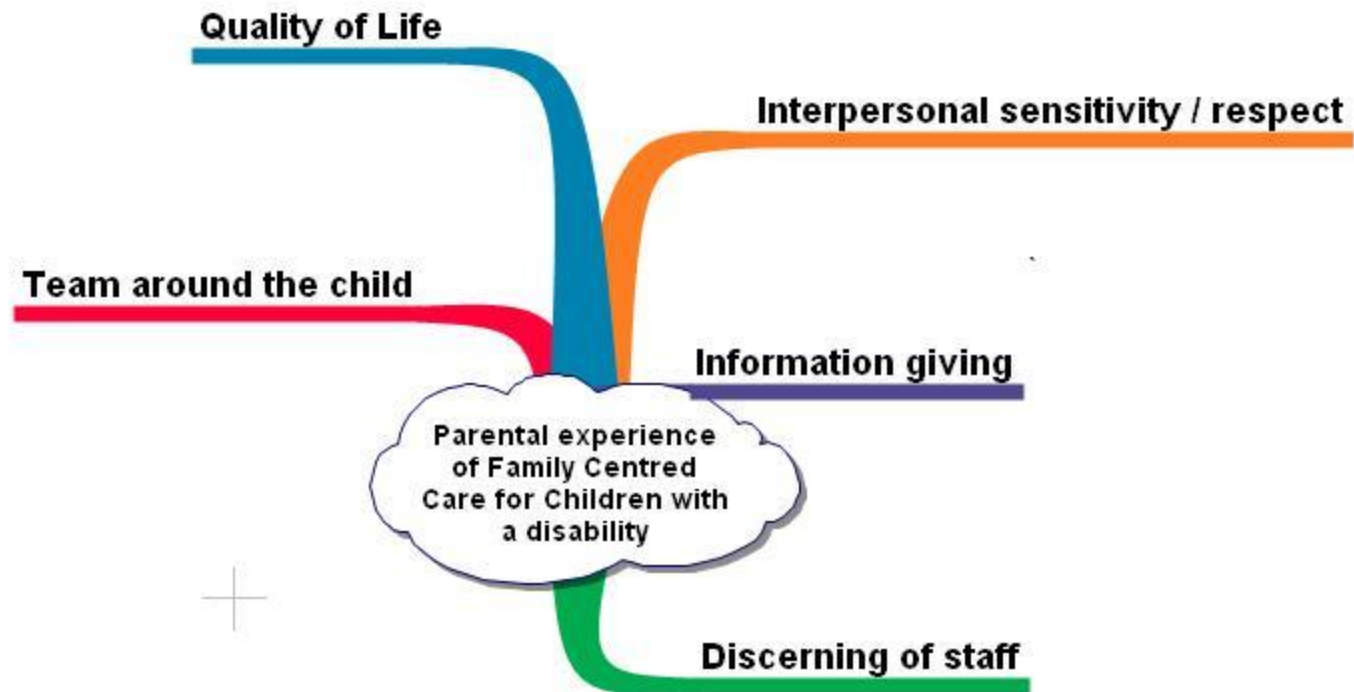 Quality of Life
Interpersonal sensitivity / respect
Team around the child
Information giving
Parental experience
of Family Centred
Care for Children with
a disability
Discerning of staff